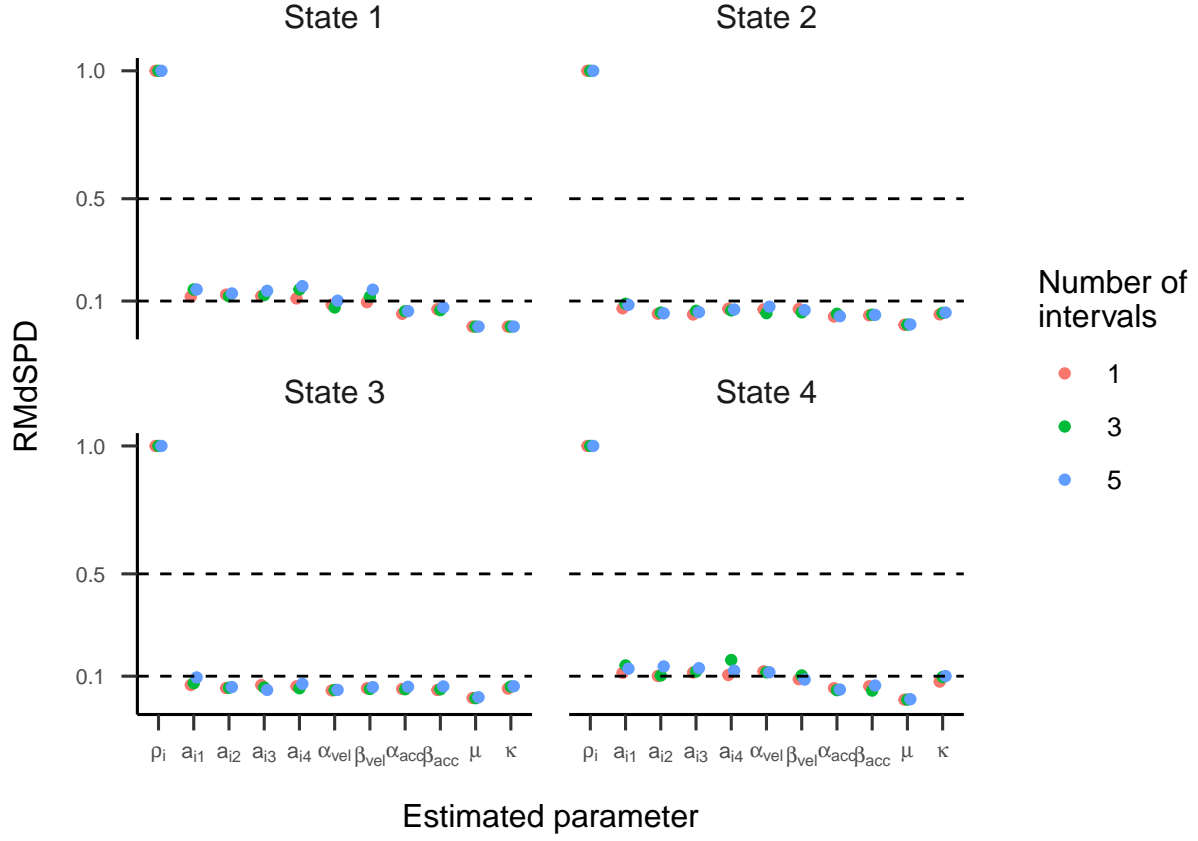 State 1
State 2
1.0
0.5
0.1
State 3
State 4
1.0
0.5
0.1
ρi ai1 ai2 ai3 ai4 αvel βvel αacc βacc μ κ
ρi ai1 ai2 ai3 ai4 αvel βvel αacc βacc μ κ
RMdSPD
Estimated parameter
Number of
intervals
1
3
5